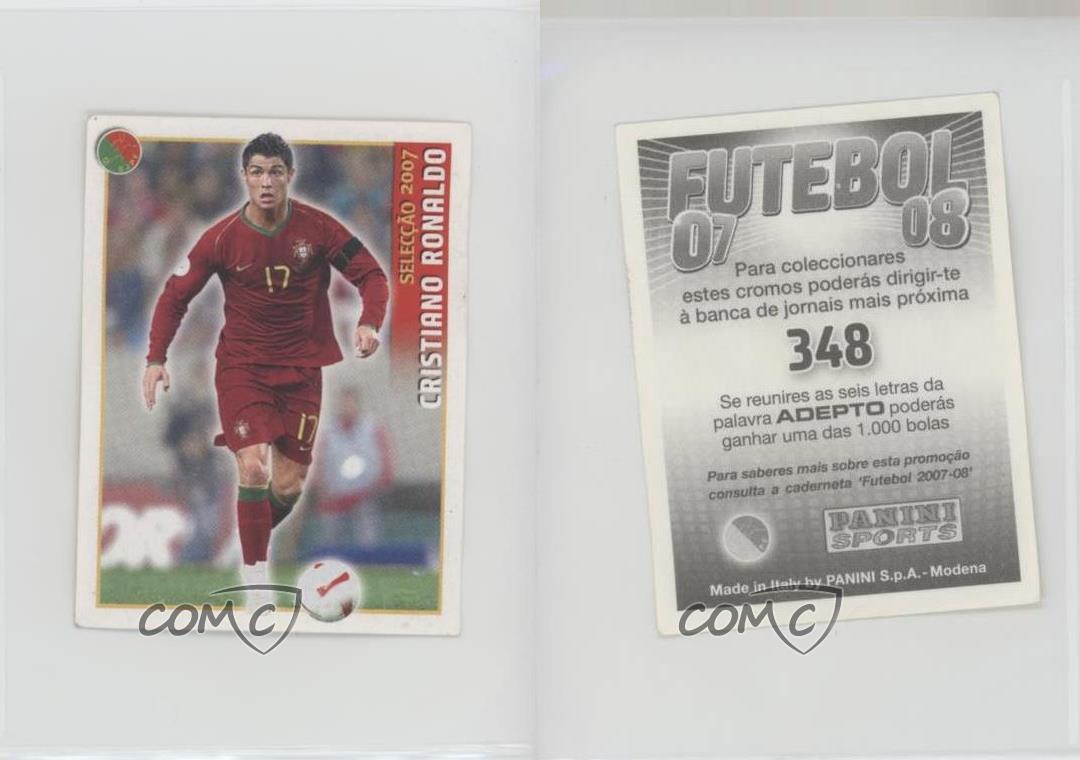 SELECÇÃO 2007
CRISTIANO RONALDO
17
17
COMC
FUTEBOL
07 08
Para coleccionares
estes cromos poderás dirigir-te
à banca de jornais mais próxima
348
Se reunires as seis letras da
palavra ADEPTO poderás
ganhar uma das 1.000 bolas
Para saberes mais sobre esta promoção
consulta a caderneta 'Futebol 2007-08'
PANINI
SPORTS
Made in Italy by PANINI S.p.A. - Modena
COMC